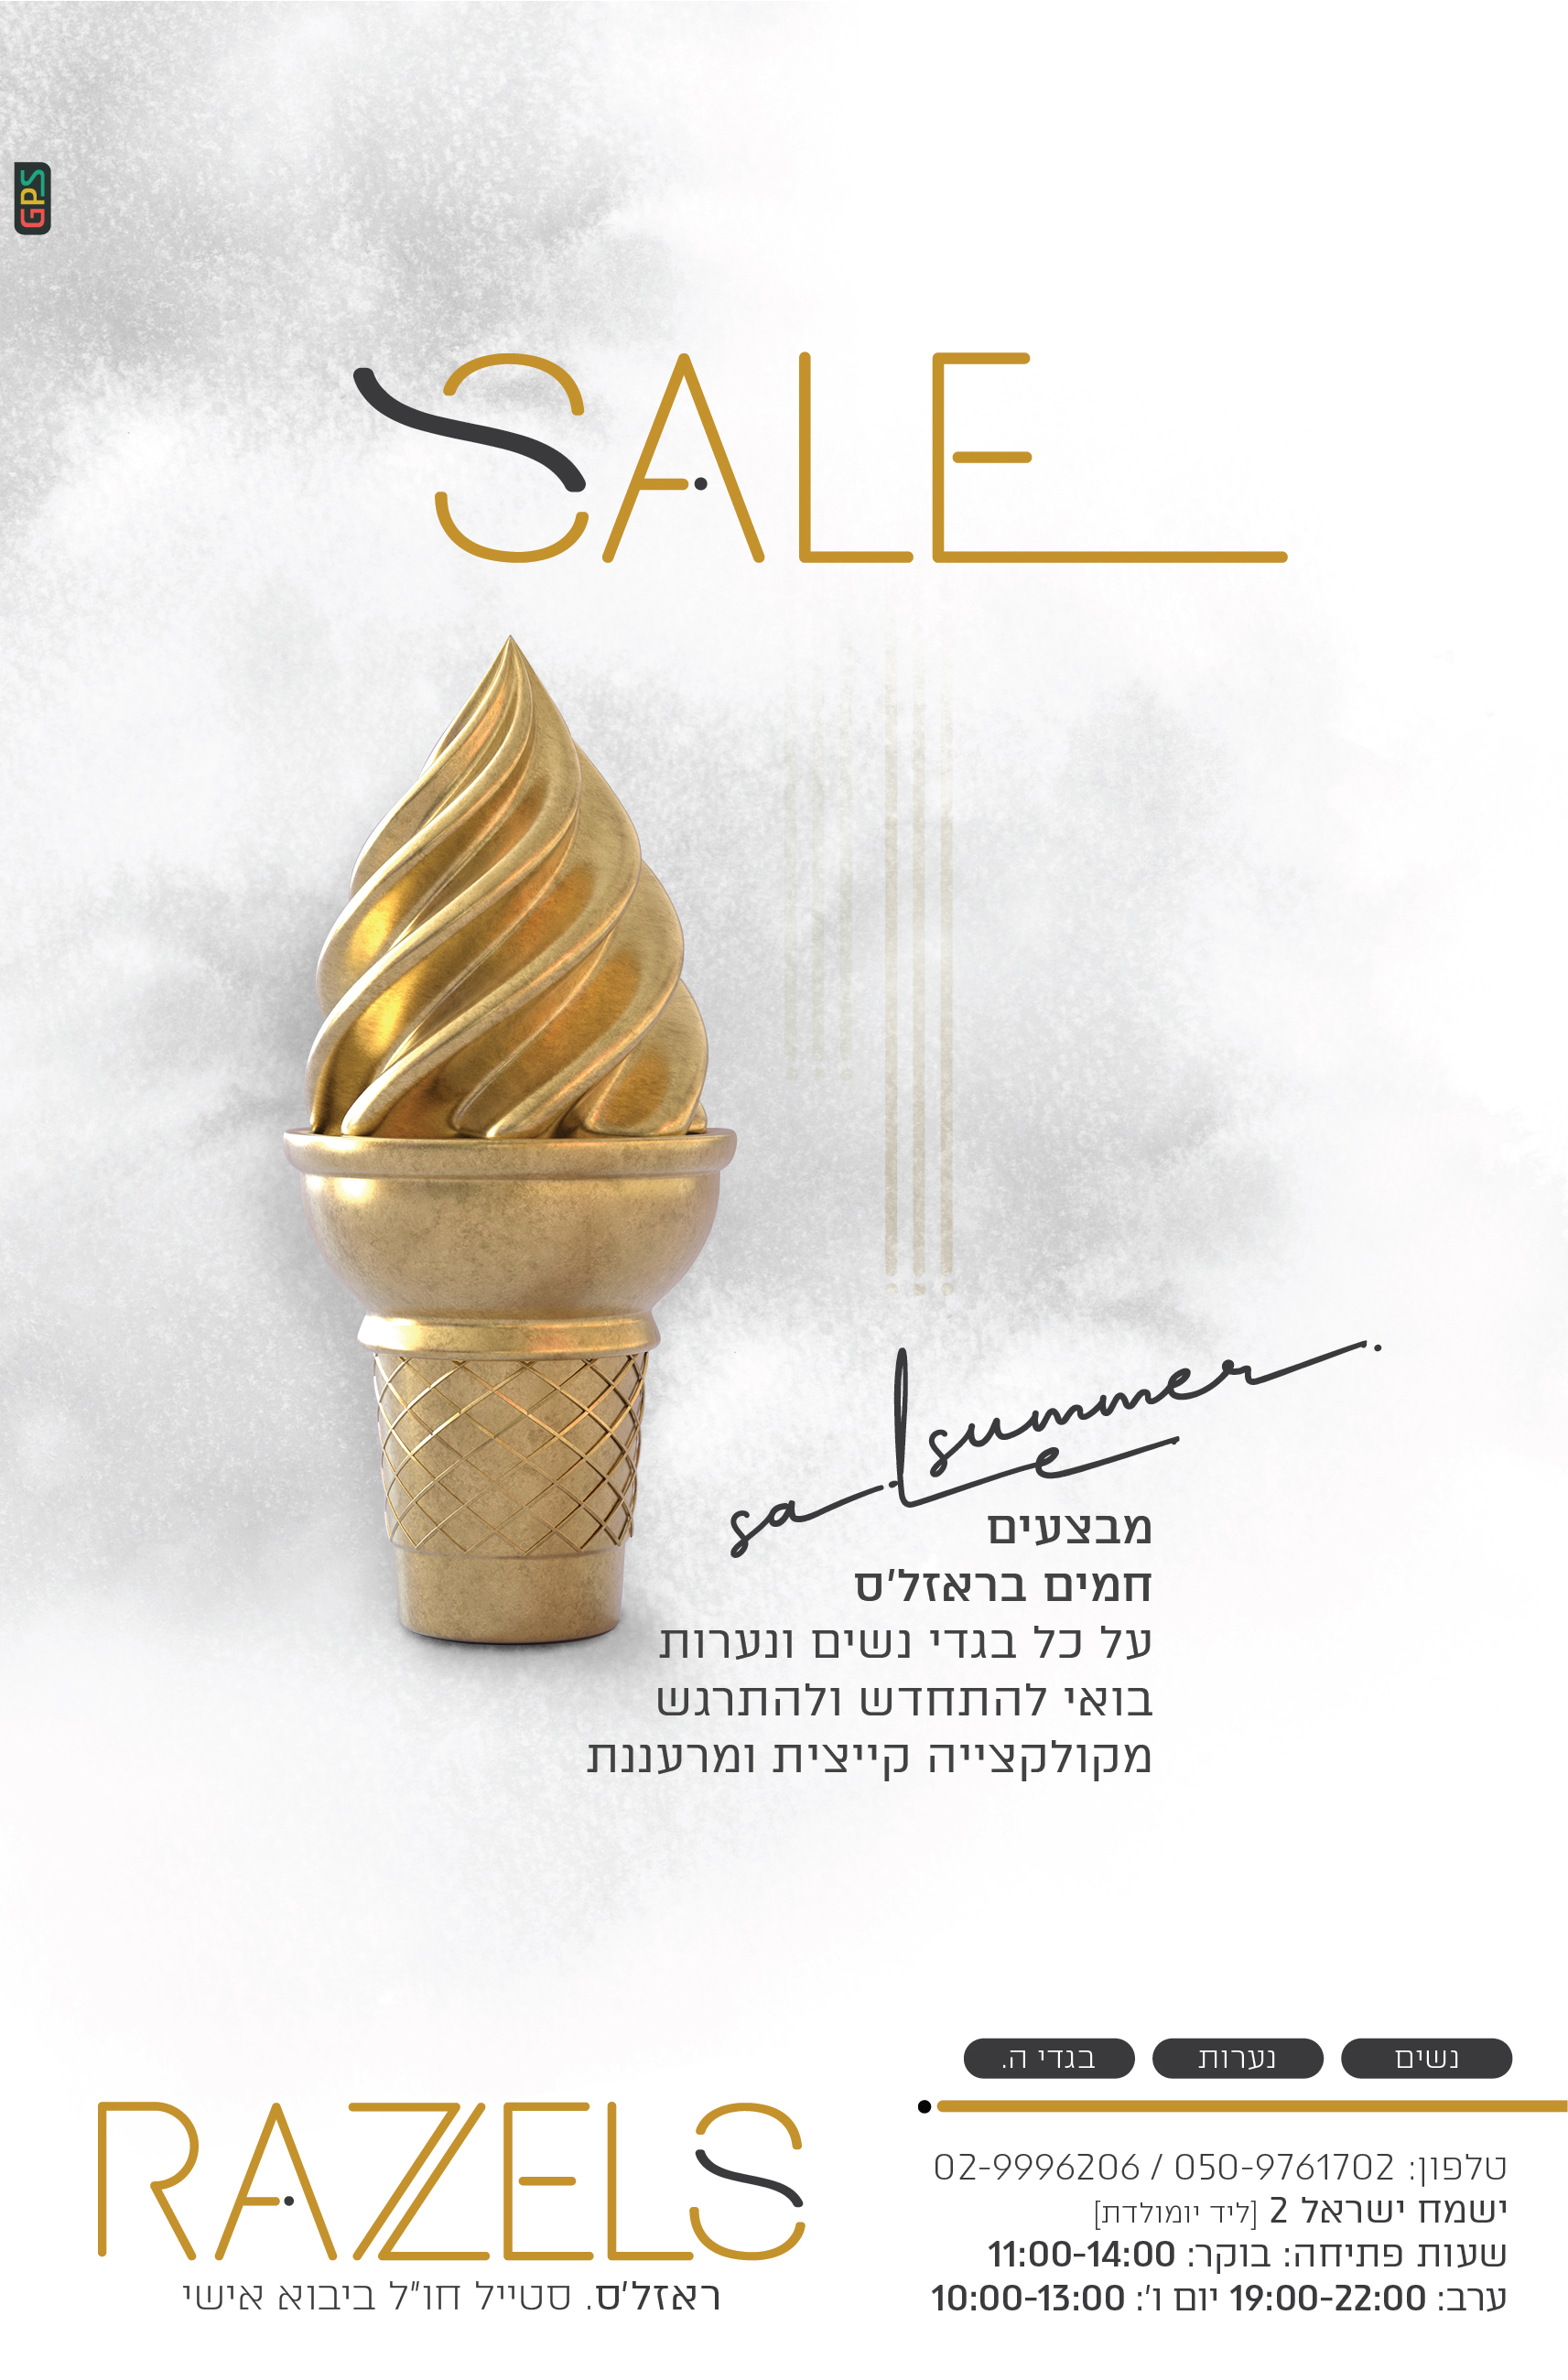 GPS
SALE
summer
sale
מבצעים
חמים בראזל'ס
על כל בגדי נשים ונערות
בואי להתחדש ולהתרגש
מקולקצייה קייצית ומרעננת
נשים
נערות
בגדי ה.
טלפון: 050-9761702 / 02-9996206
ישמח ישראל 2 [ליד יומולדת]
שעות פתיחה: בוקר: 11:00-14:00
ערב: 19:00-22:00 יום ו': 10:00-13:00
RAZELS
ראזל'ס. סטייל חו"ל ביבוא אישי